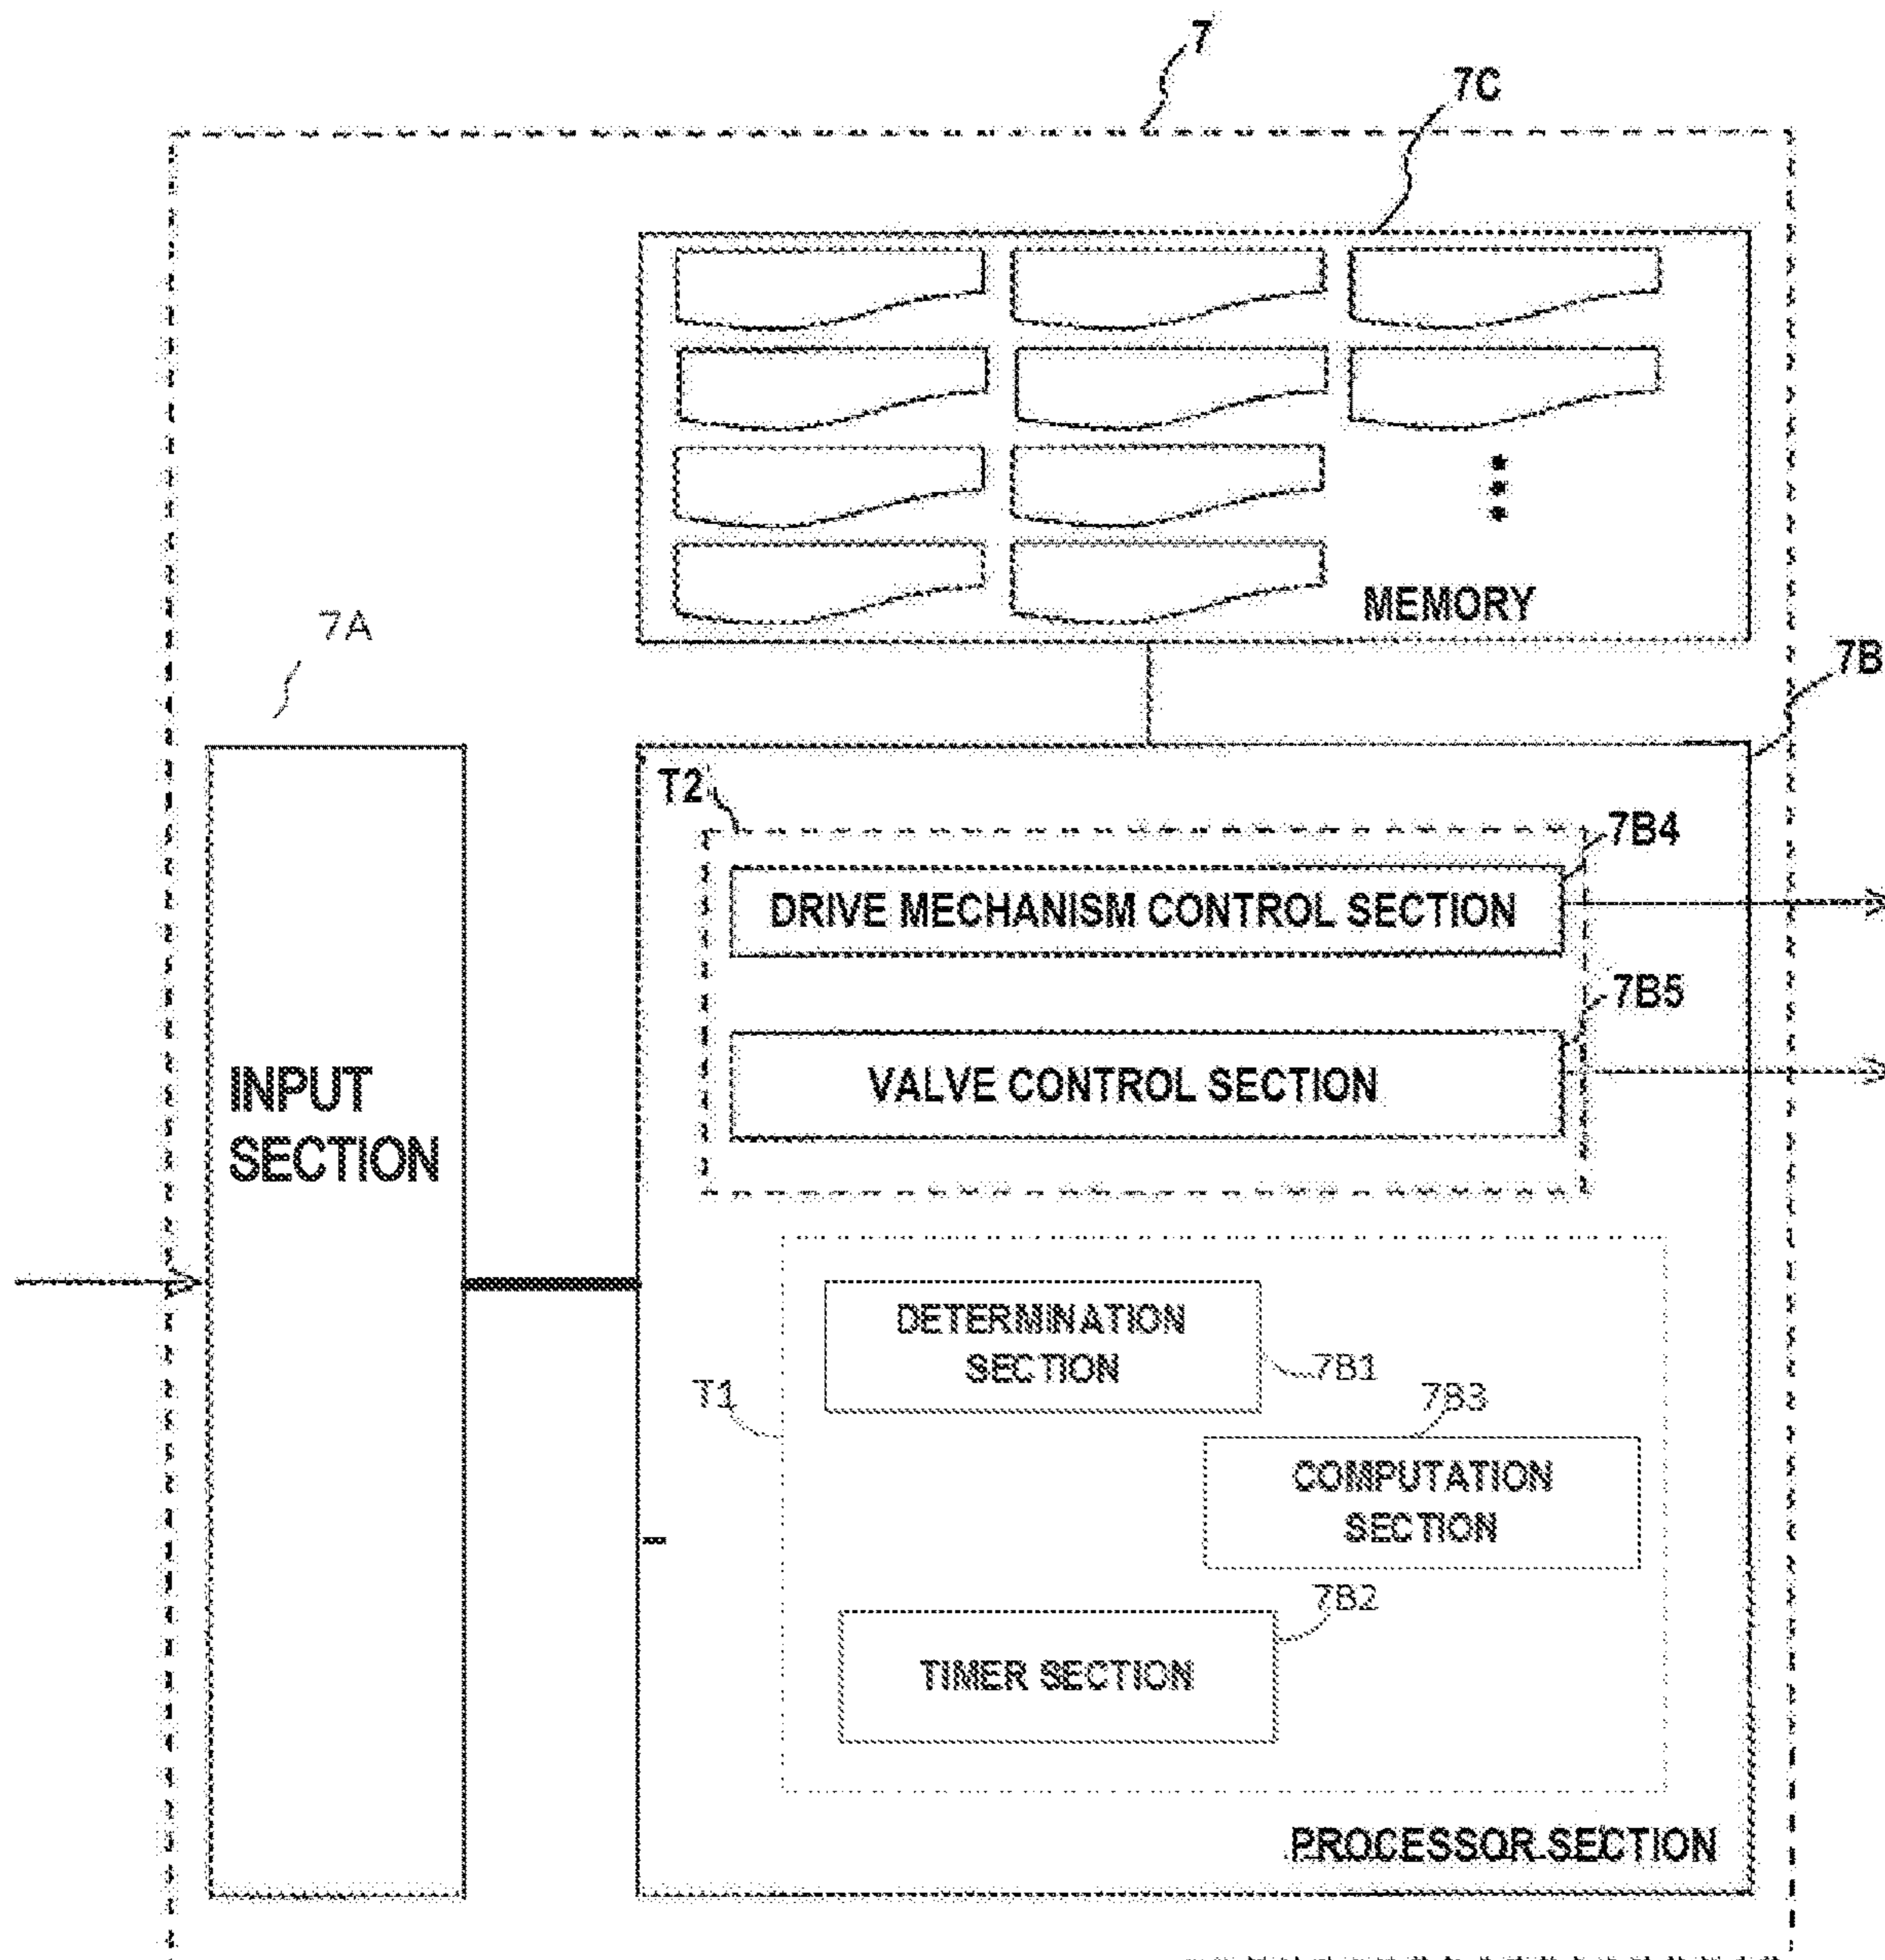 7
7C
MEMORY
7A
7B
T2
7B4
DRIVE MECHANISM CONTROL SECTION
7B5
VALVE CONTROL SECTION
INPUT
SECTION
DETERMINATION
SECTION
7B1
T1
7B3
COMPUTATION
SECTION
7B2
TIMER SECTION
PROCESSOR SECTION